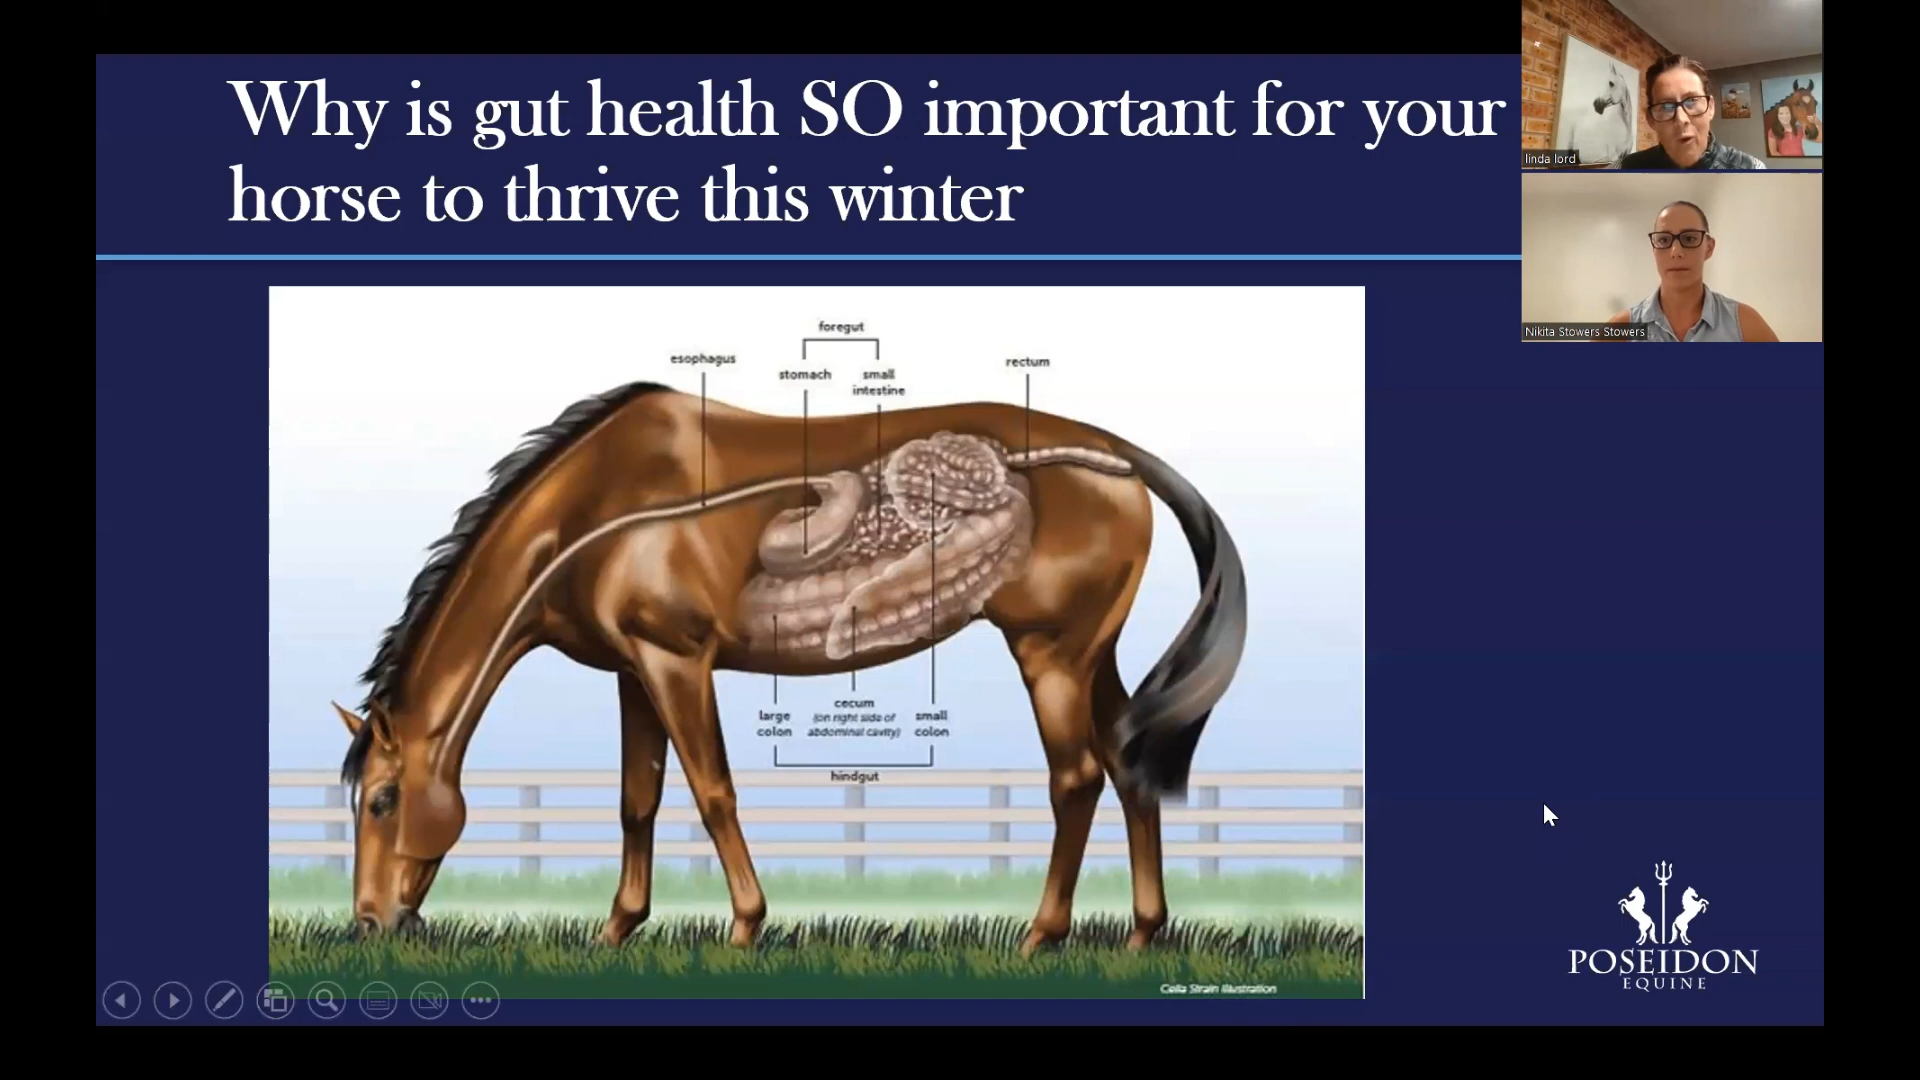 Why is gut health SO important for your
horse to thrive this winter
linda lord
Nikita Stowers Stowers
foregut
esophagus
stomach
small
intestine
rectum
large
colon
cecum
(on right side of
abdominal cavity)
small
colon
hindgut
Celia Strain Illustration
POSEIDON
EQUINE